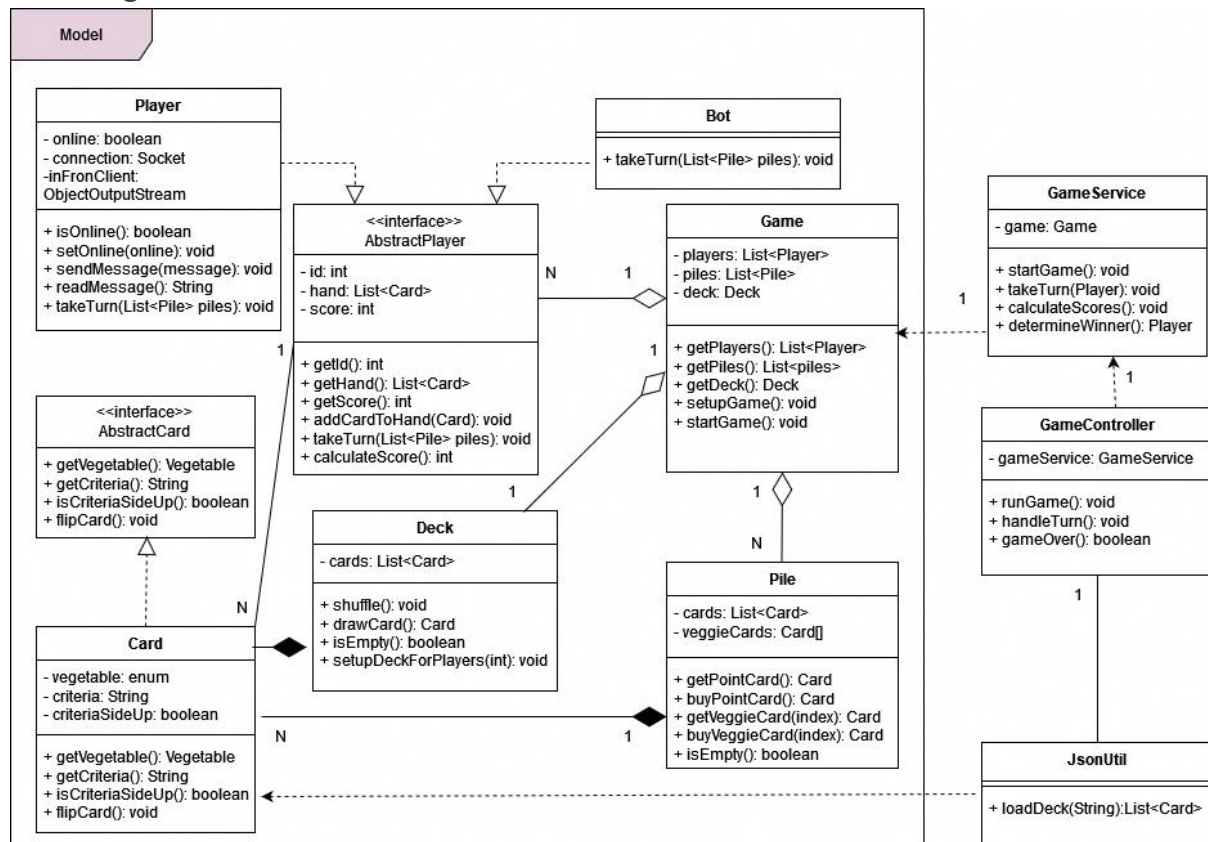 Model
Player
- online: boolean
- connection: Socket
-inFronClient:
ObjectOutputStream
+ isOnline(): boolean
+ setOnline(online): void
+ sendMessage(message): void
+ readMessage(): String
+ takeTurn(List<Pile> piles): void
Bot
+ takeTurn(List<Pile> piles): void
<<interface>>
AbstractPlayer
- id: int
- hand: List<Card>
- score: int
+ getId(): int
+ getHand(): List<Card>
+ getScore(): int
+ addCardToHand(Card): void
+ takeTurn(List<Pile> piles): void
+ calculateScore(): int
N
1
Game
- players: List<Player>
- piles: List<Pile>
- deck: Deck
+ getPlayers(): List<Player>
+ getPiles(): List<piles>
+ getDeck(): Deck
+ setupGame(): void
+ startGame(): void
1
GameService
- game: Game
+ startGame(): void
+ takeTurn(Player): void
+ calculateScores(): void
+ determineWinner(): Player
1
1
1
<<interface>>
AbstractCard
+ getVegetable(): Vegetable
+ getCriteria(): String
+ isCriteriaSideUp(): boolean
+ flipCard(): void
GameController
- gameService: GameService
+ runGame(): void
+ handleTurn(): void
+ gameOver(): boolean
1
1
1
N
Deck
- cards: List<Card>
+ shuffle(): void
+ drawCard(): Card
+ isEmpty(): boolean
+ setupDeckForPlayers(int): void
Pile
- cards: List<Card>
- veggieCards: Card[]
+ getPointCard(): Card
+ buyPointCard(): Card
+ getVeggieCard(index): Card
+ buyVeggieCard(index): Card
+ isEmpty(): boolean
N
Card
- vegetable: enum
- criteria: String
- criteriaSideUp: boolean
+ getVegetable(): Vegetable
+ getCriteria(): String
+ isCriteriaSideUp(): boolean
+ flipCard(): void
N
1
JsonUtil
+ loadDeck(String):List<Card>